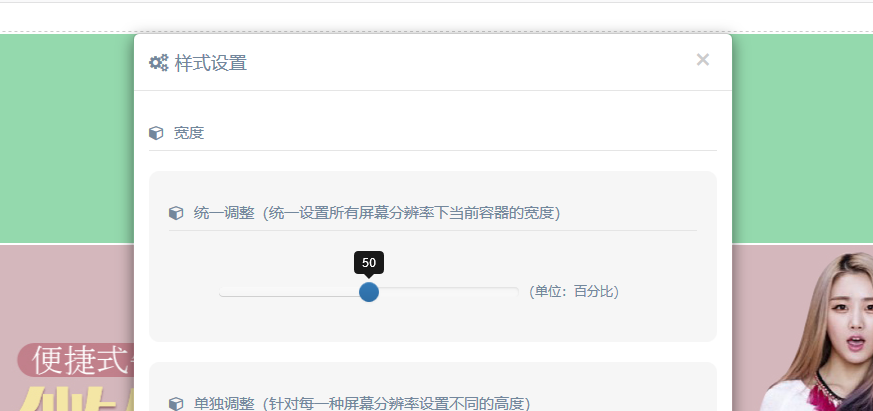 样式设置
×
宽度
统一调整（统一设置所有屏幕分辨率下当前容器的宽度）
50
（单位：百分比）
便捷式
单独调整（针对每一种屏幕分辨率设置不同的高度）